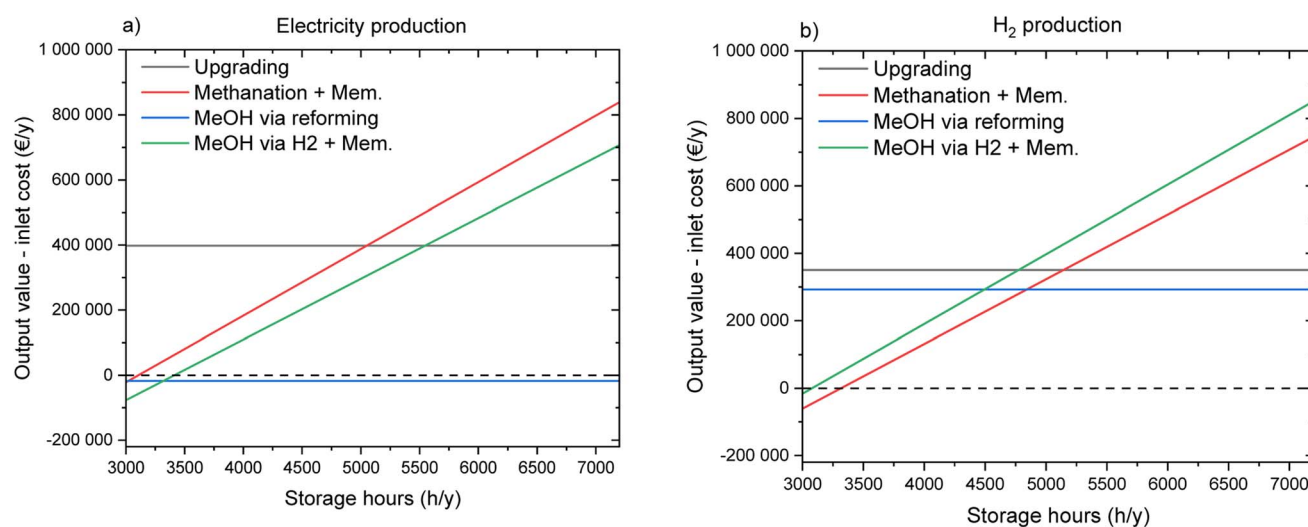 a)
Electricity production
1 000 000
800 000
600 000
400 000
200 000
0
-200 000
Output value - inlet cost (€/y)
Upgrading
Methanation + Mem.
MeOH via reforming
MeOH via H2 + Mem.
3000 3500 4000 4500 5000 5500 6000 6500 7000
Storage hours (h/y)
b)
H₂ production
1 000 000
800 000
600 000
400 000
200 000
0
-200 000
Output value - inlet cost (€/y)
Upgrading
Methanation + Mem.
MeOH via reforming
MeOH via H2 + Mem.
3000 3500 4000 4500 5000 5500 6000 6500 7000
Storage hours (h/y)